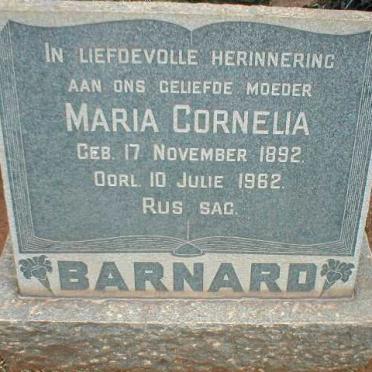 IN LIEFDEVOLLE HERINNERING
AAN ONS GELIEFDE MOEDER
MARIA CORNELIA
GEB. 17 NOVEMBER 1892.
OORL. 10 JULIE 1962.
RUS SAG.
BARNARD